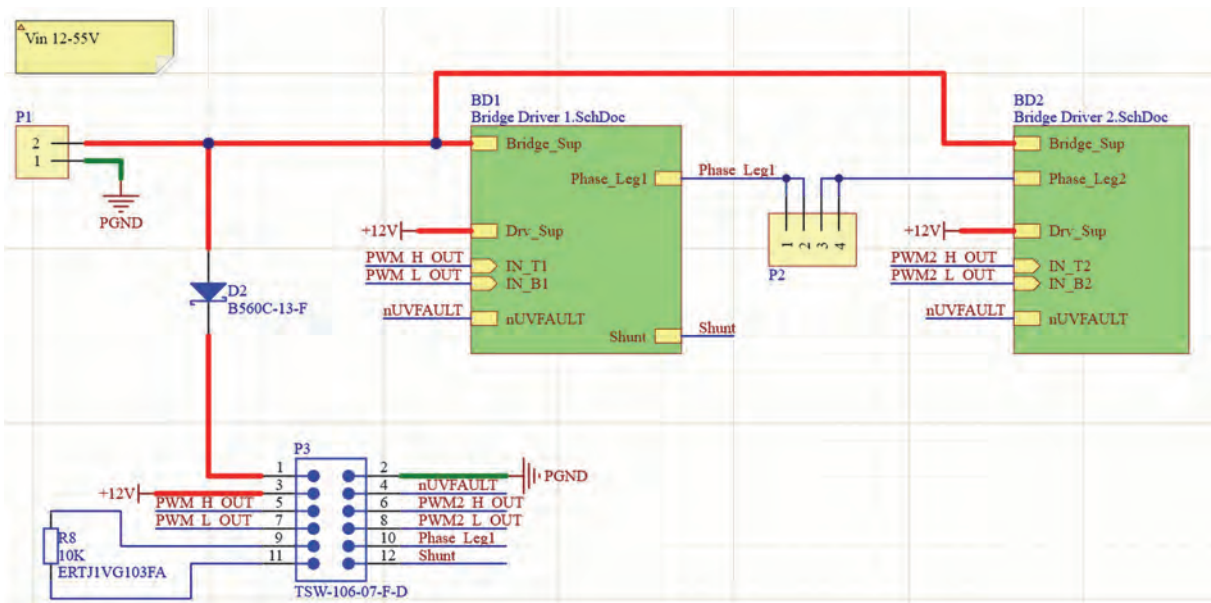 Vin 12-55V
P1
2
1
PGND
BD1
Bridge Driver 1.SchDoc
Bridge_Sup
Phase_Leg1
Phase_Leg1
+12V
Drv_Sup
PWM_H_OUT
IN_T1
PWM_L_OUT
IN_B1
nUVFAULT
nUVFAULT
Shunt
Shunt
1
2
3
4
P2
BD2
Bridge Driver 2.SchDoc
Bridge_Sup
Phase_Leg2
+12V
Drv_Sup
PWM2_H_OUT
IN_T2
PWM2_L_OUT
IN_B2
nUVFAULT
nUVFAULT
D2
B560C-13-F
P3
1
2
PGND
+12V
3
4
nUVFAULT
PWM_H_OUT
5
6
PWM2_H_OUT
PWM_L_OUT
7
8
PWM2_L_OUT
9
10
Phase_Leg1
11
12
Shunt
R8
10K
ERTJ1VG103FA
TSW-106-07-F-D